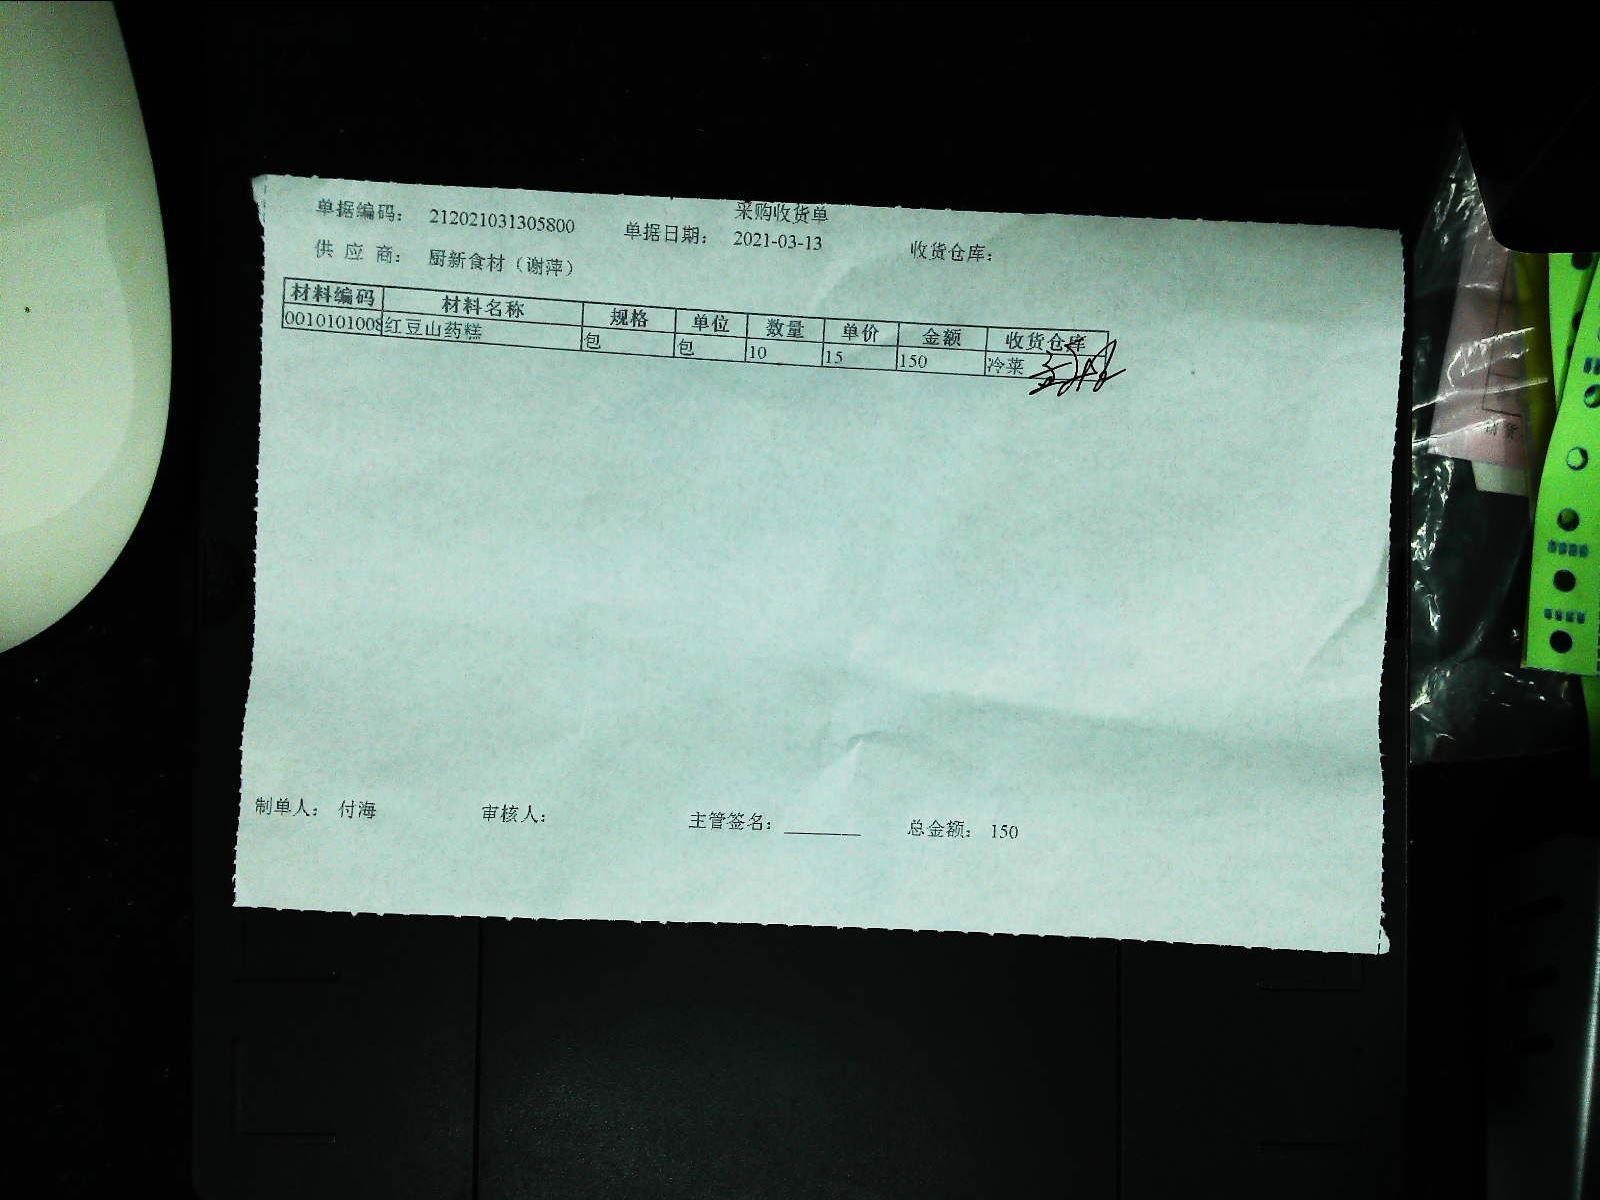 采购收货单
单据编码： 212021031305800 单据日期： 2021-03-13 收货仓库：
供 应 商： 厨新食材（谢萍）
材料编码 材料名称 规格 单位 数量 单价 金额 收货仓库
0010101008 红豆山药糕 包 包 10 15 150 冷菜
制单人： 付海 审核人： 主管签名： ________ 总金额： 150